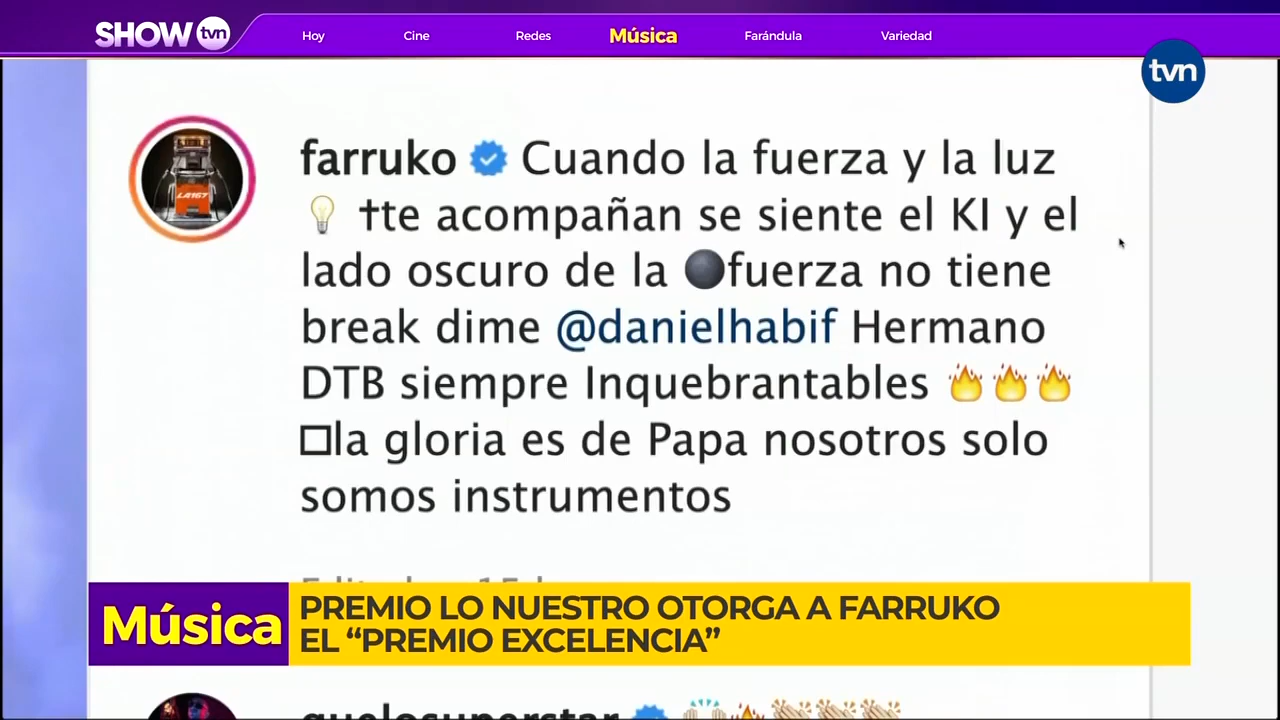 SHOW tvn
Hoy Cine Redes Música Farándula Variedad
tvn
LA167
farruko Cuando la fuerza y la luz
💡 ✝te acompañan se siente el KI y el
lado oscuro de la ⚫fuerza no tiene
break dime @danielhabif Hermano
DTB siempre Inquebrantables 🔥🔥🔥
□la gloria es de Papa nosotros solo
somos instrumentos
Música
PREMIO LO NUESTRO OTORGA A FARRUKO
EL “PREMIO EXCELENCIA”